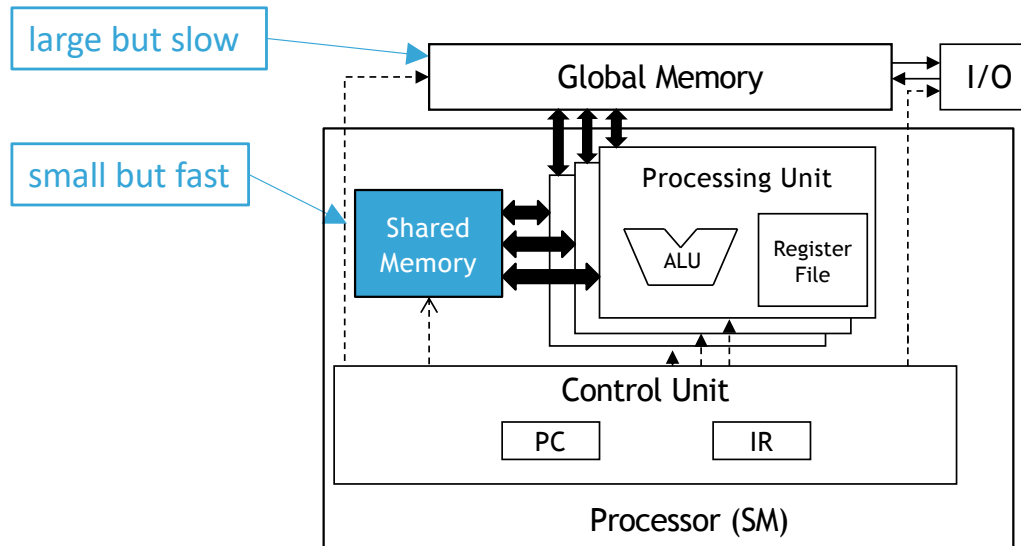 large but slow
Global Memory
I/O
small but fast
Processing Unit
Shared
Memory
ALU
Register
File
Control Unit
PC
IR
Processor (SM)